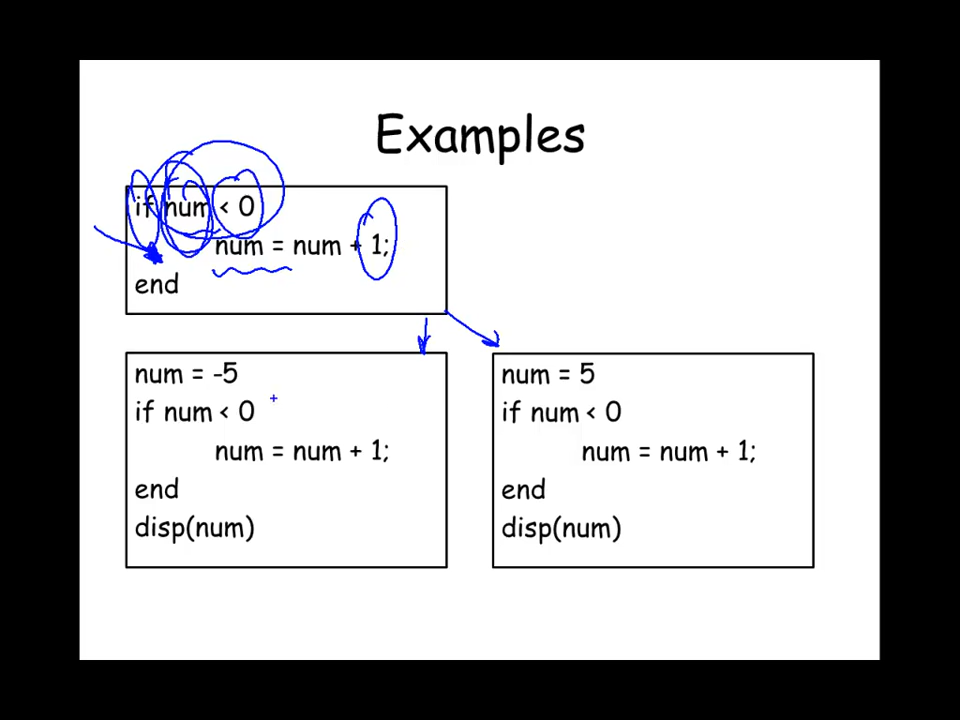 Examples
if num < 0
num = num + 1;
end
num = -5
if num < 0
num = num + 1;
end
disp(num)
num = 5
if num < 0
num = num + 1;
end
disp(num)